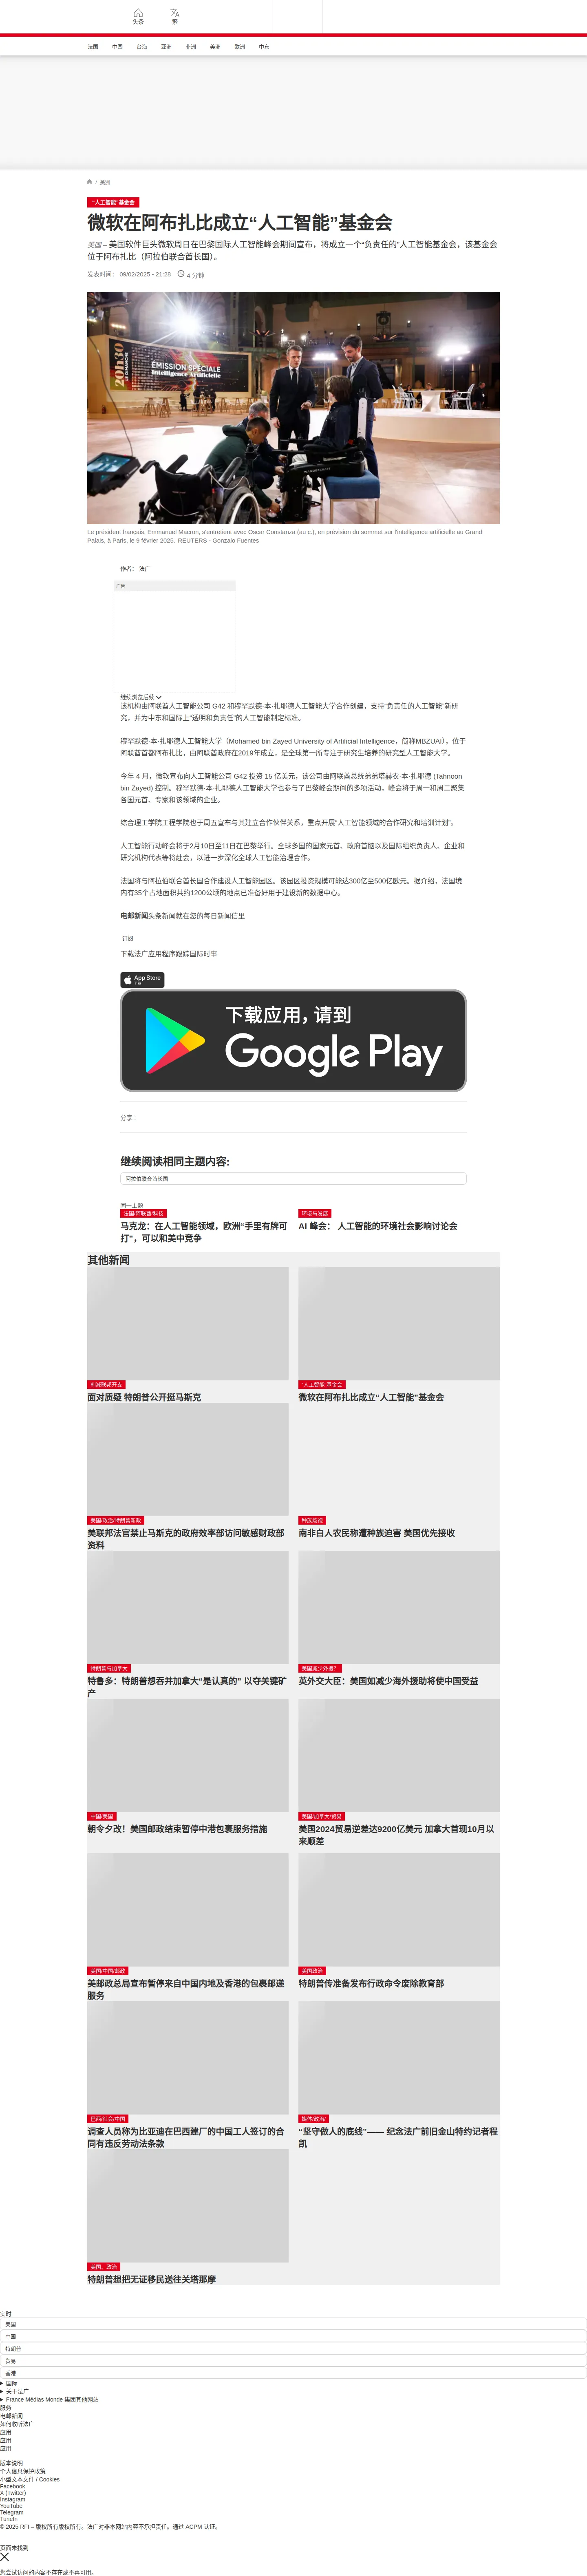 头条
繁
法国 中国 台海 亚洲 非洲 美洲 欧洲 中东
/ 美洲
“人工智能”基金会
微软在阿布扎比成立“人工智能”基金会
美国 – 美国软件巨头微软周日在巴黎国际人工智能峰会期间宣布，将成立一个“负责任的”人工智能基金会，该基金会
位于阿布扎比（阿拉伯联合酋长国）。
发表时间： 09/02/2025 - 21:28 4 分钟
20h30
LE DIMANCHE
ÉMISSION SPÉCIALE
Intelligence Artificielle
Le président français, Emmanuel Macron, s'entretient avec Oscar Constanza (au c.), en prévision du sommet sur l'intelligence artificielle au Grand
Palais, à Paris, le 9 février 2025. REUTERS - Gonzalo Fuentes
作者： 法广
广告
继续浏览后续
该机构由阿联酋人工智能公司 G42 和穆罕默德·本·扎耶德人工智能大学合作创建，支持“负责任的人工智能”新研
究，并为中东和国际上“透明和负责任”的人工智能制定标准。
穆罕默德·本·扎耶德人工智能大学（Mohamed bin Zayed University of Artificial Intelligence，简称MBZUAI），位于
阿联酋首都阿布扎比，由阿联酋政府在2019年成立，是全球第一所专注于研究生培养的研究型人工智能大学。
今年 4 月，微软宣布向人工智能公司 G42 投资 15 亿美元，该公司由阿联酋总统弟弟塔赫农·本·扎耶德 (Tahnoon
bin Zayed) 控制。穆罕默德·本·扎耶德人工智能大学也参与了巴黎峰会期间的多项活动，峰会将于周一和周二聚集
各国元首、专家和该领域的企业。
综合理工学院工程学院也于周五宣布与其建立合作伙伴关系，重点开展“人工智能领域的合作研究和培训计划”。
人工智能行动峰会将于2月10日至11日在巴黎举行。全球多国的国家元首、政府首脑以及国际组织负责人、企业和
研究机构代表等将赴会，以进一步深化全球人工智能治理合作。
法国将与阿拉伯联合酋长国合作建设人工智能园区。该园区投资规模可能达300亿至500亿欧元。据介绍，法国境
内有35个占地面积共约1200公顷的地点已准备好用于建设新的数据中心。
电邮新闻头条新闻就在您的每日新闻信里
订阅
下载法广应用程序跟踪国际时事
App Store
下载
下载应用，请到
Google Play
分享 :
继续阅读相同主题内容:
阿拉伯联合酋长国
同一主题
法国/阿联酋/科技
马克龙：在人工智能领域，欧洲“手里有牌可
打”，可以和美中竞争
环境与发展
AI 峰会： 人工智能的环境社会影响讨论会
其他新闻
削减联邦开支
面对质疑 特朗普公开挺马斯克
“人工智能”基金会
微软在阿布扎比成立“人工智能”基金会
美国/政治/特朗普新政
美联邦法官禁止马斯克的政府效率部访问敏感财政部
资料
种族歧视
南非白人农民称遭种族迫害 美国优先接收
特朗普与加拿大
特鲁多：特朗普想吞并加拿大“是认真的” 以夺关键矿
产
美国减少外援？
英外交大臣：美国如减少海外援助将使中国受益
中国/美国
朝令夕改！美国邮政结束暂停中港包裹服务措施
美国/加拿大/贸易
美国2024贸易逆差达9200亿美元 加拿大首现10月以
来顺差
美国/中国/邮政
美邮政总局宣布暂停来自中国内地及香港的包裹邮递
服务
美国政治
特朗普传准备发布行政命令废除教育部
巴西/社会/中国
调查人员称为比亚迪在巴西建厂的中国工人签订的合
同有违反劳动法条款
媒体/政治/
“坚守做人的底线”—— 纪念法广前旧金山特约记者程
凯
美国、政治
特朗普想把无证移民送往关塔那摩
实时
美国
中国
特朗普
贸易
香港
国际
关于法广
France Médias Monde 集团其他网站
服务
电邮新闻
如何收听法广
应用
应用
应用
版本说明
个人信息保护政策
小型文本文件 / Cookies
Facebook
X (Twitter)
Instagram
YouTube
Telegram
TuneIn
© 2025 RFI – 版权所有版权所有。法广对非本网站内容不承担责任。通过 ACPM 认证。
页面未找到
您尝试访问的内容不存在或不再可用。